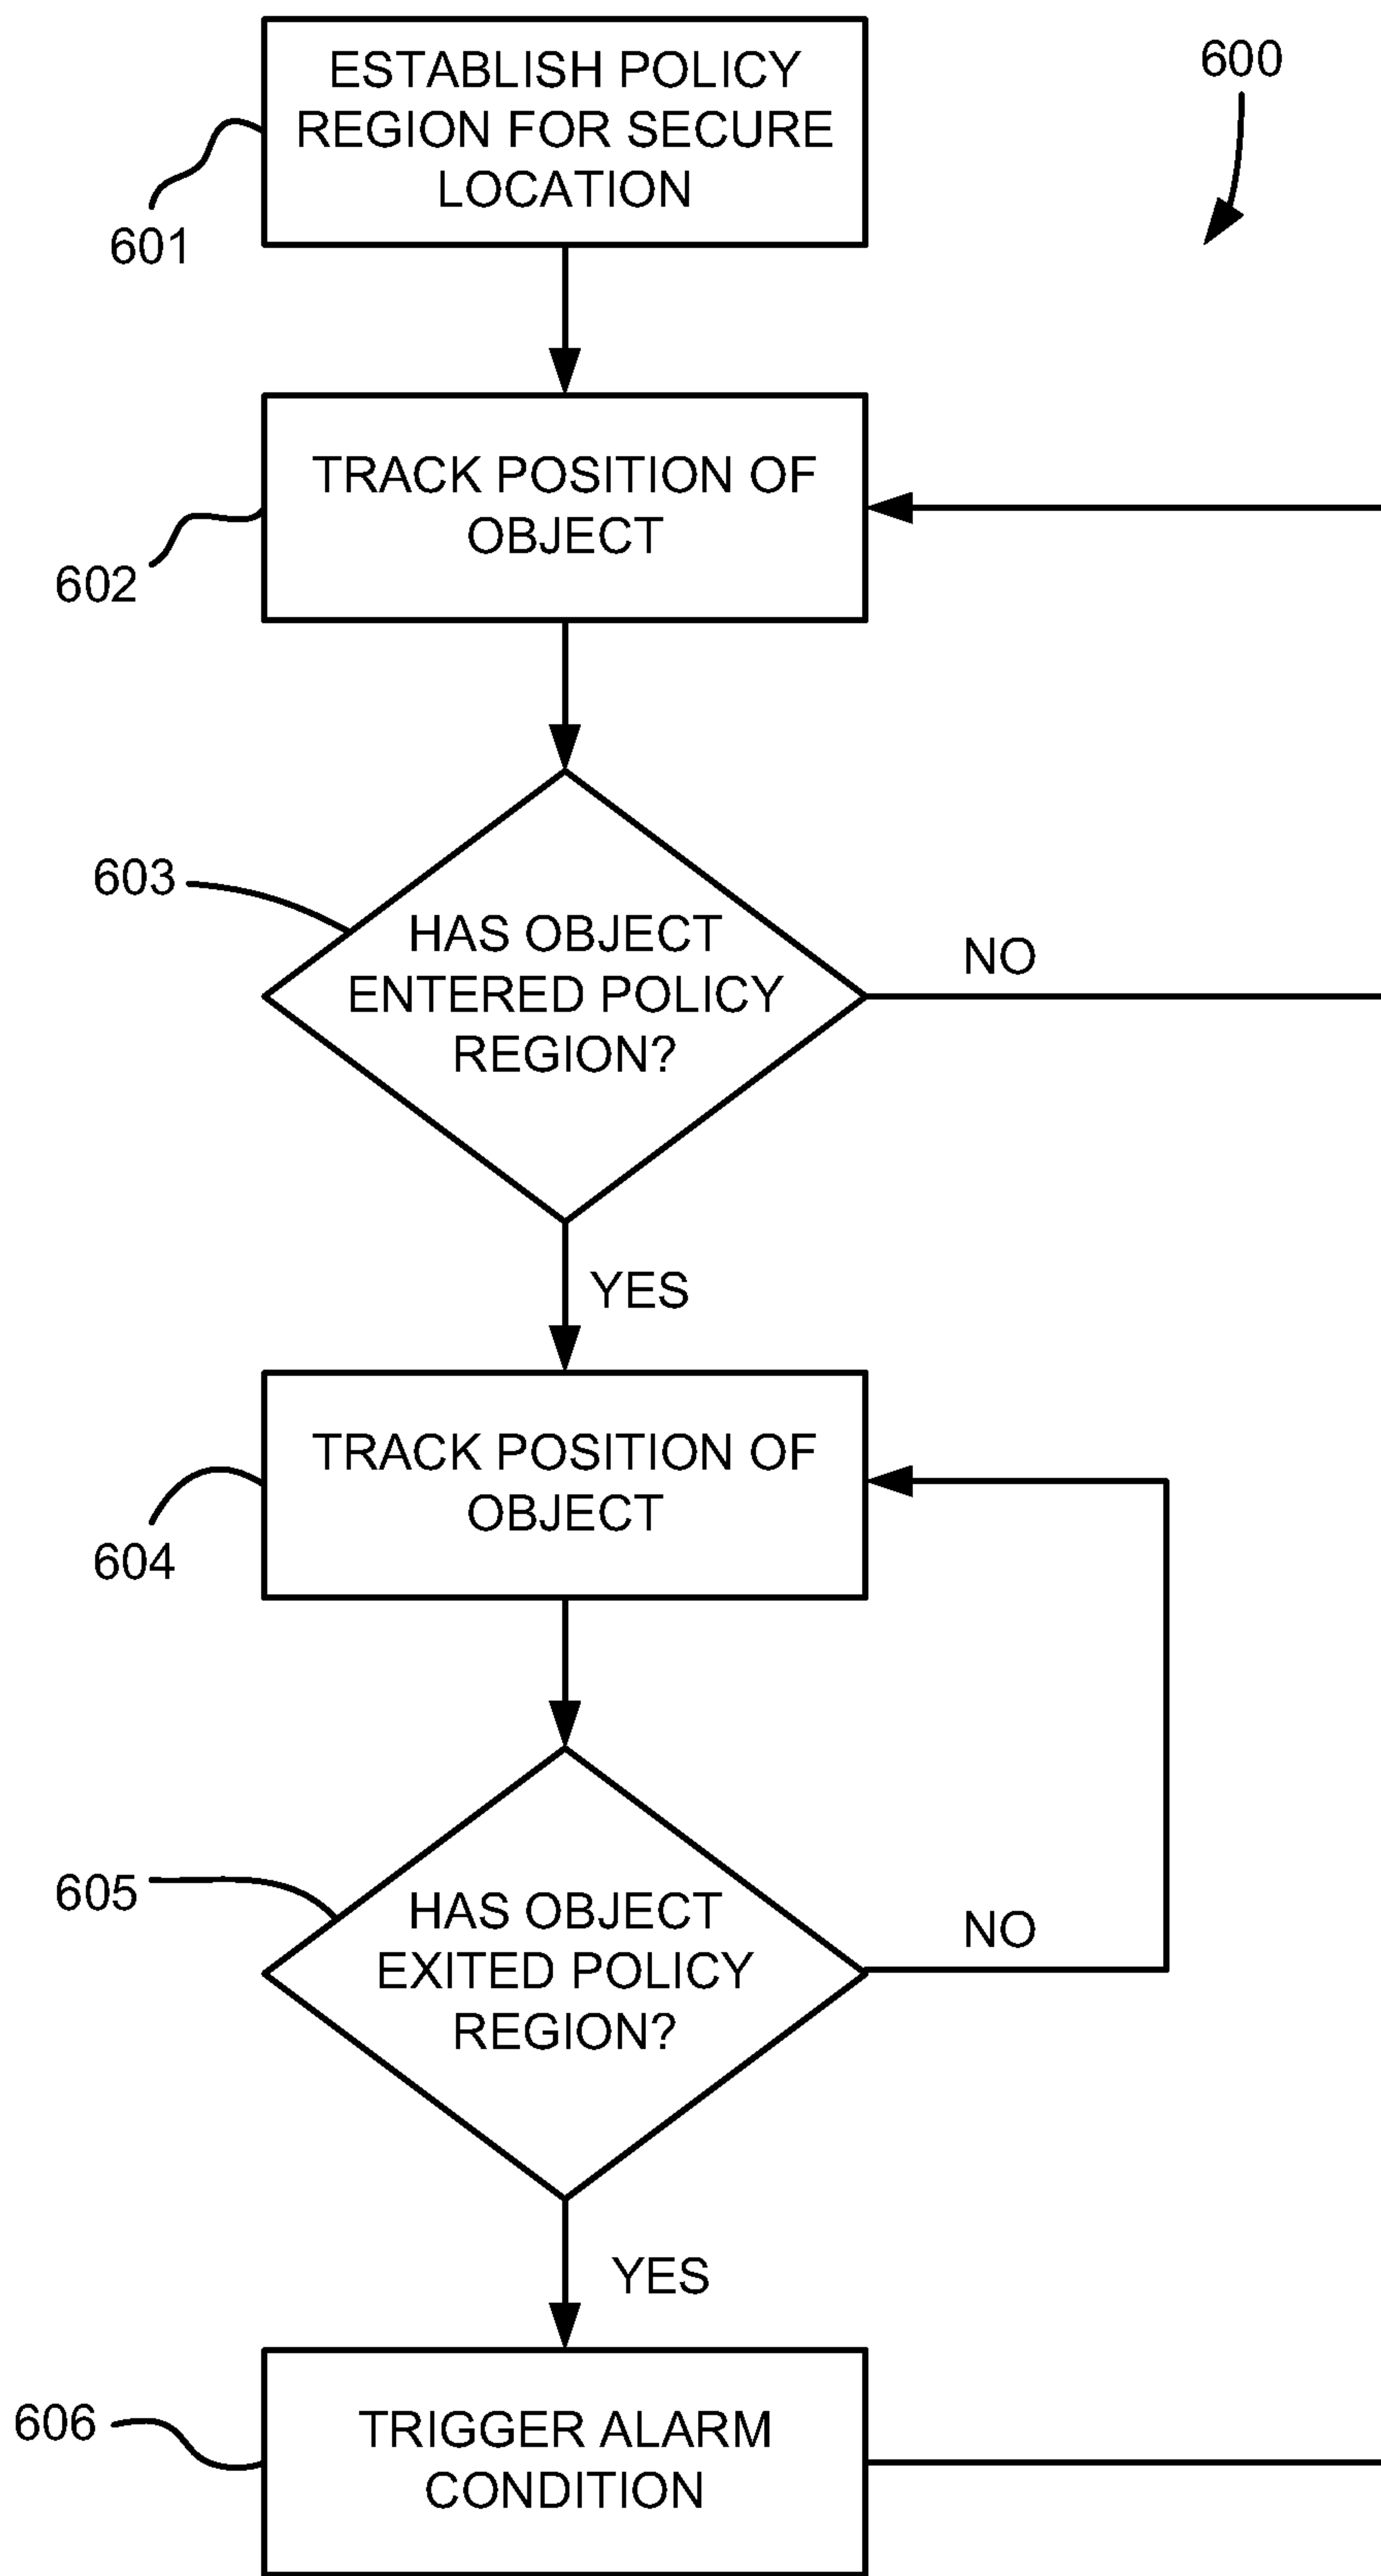 ESTABLISH POLICY
REGION FOR SECURE
LOCATION
600
601
TRACK POSITION OF
OBJECT
602
603
HAS OBJECT
ENTERED POLICY
REGION?
NO
YES
TRACK POSITION OF
OBJECT
604
605
HAS OBJECT
EXITED POLICY
REGION?
NO
YES
606
TRIGGER ALARM
CONDITION